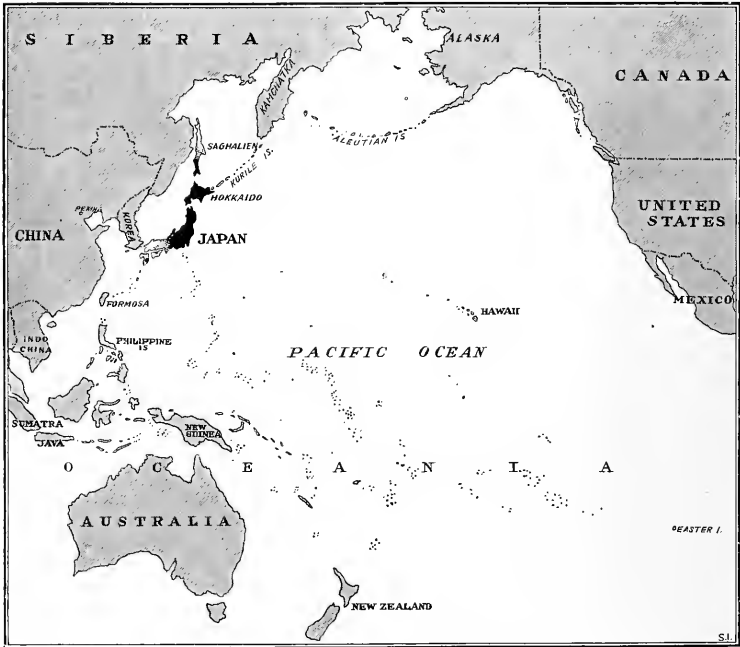 SIBERIA
ALASKA
CANADA
KAMCHATKA
ALEUTIAN IS
SAGHALIEN
KURILE IS.
HOKKAIDO
PEKIN
KOREA
CHINA
JAPAN
UNITED
STATES
MEXICO
FORMOSA
HAWAII
INDO
CHINA
PHILIPPINE
IS
PACIFIC OCEAN
SUMATRA
JAVA
NEW
GUINEA
OCEANIA
AUSTRALIA
EASTER I.
NEW ZEALAND
S.I.